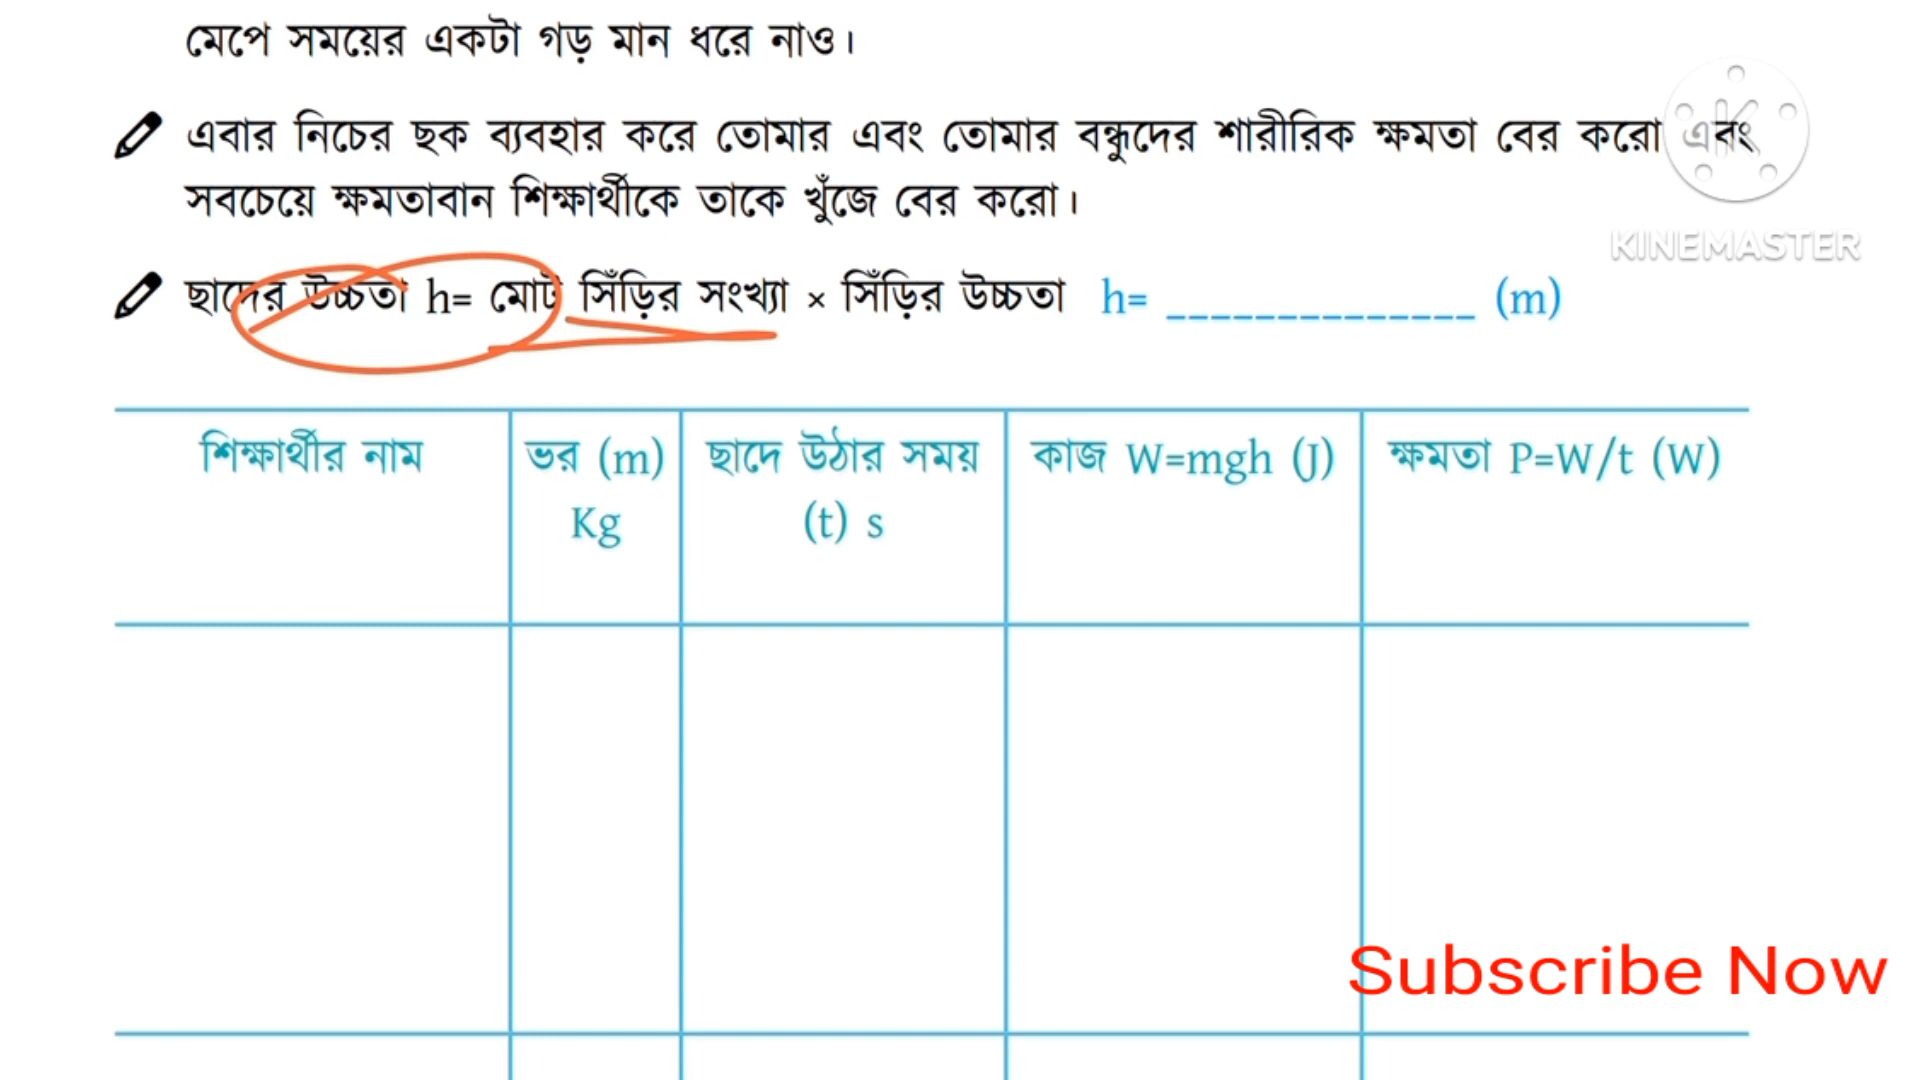 মেপে সময়ের একটা গড় মান ধরে নাও।
এবার নিচের ছক ব্যবহার করে তোমার এবং তোমার বন্ধুদের শারীরিক ক্ষমতা বের করো এবং
সবচেয়ে ক্ষমতাবান শিক্ষার্থীকে তাকে খুঁজে বের করো।
KINEMASTER
ছাদের উচ্চতা h= মোট সিঁড়ির সংখ্যা × সিঁড়ির উচ্চতা h= ______________ (m)
শিক্ষার্থীর নাম
ভর (m)
Kg
ছাদে উঠার সময়
(t) s
কাজ W=mgh (J)
ক্ষমতা P=W/t (W)
Subscribe Now